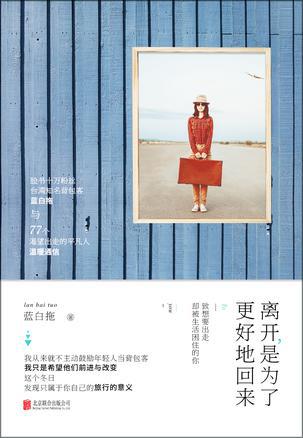 脸书十万粉丝
台湾知名背包客
蓝白拖
与
77个
渴望出走的平凡人
温暖通信
离开，是为了
更好地回来
致想要出走
却被生活困住的你
lan bai tuo
蓝白拖 著
我从来就不主动鼓励年轻人当背包客
我只是希望他们前进与改变
这个冬日
发现只属于你自己的旅行的意义
北京联合出版公司